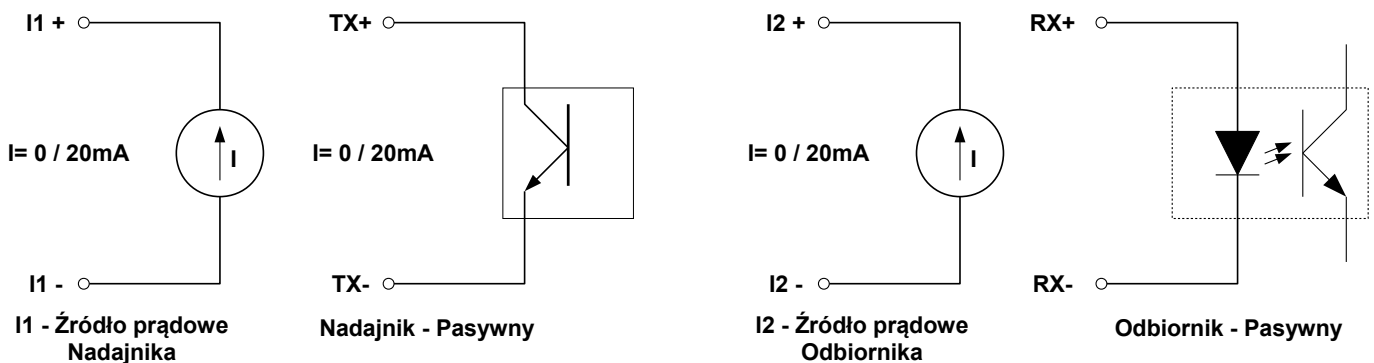 I1 +
TX+
I2 +
RX+
I= 0 / 20mA
I
I= 0 / 20mA
I= 0 / 20mA
I
I1 -
TX-
I2 -
RX-
I1 - Źródło prądowe
Nadajnika
Nadajnik - Pasywny
I2 - Źródło prądowe
Odbiornika
Odbiornik - Pasywny